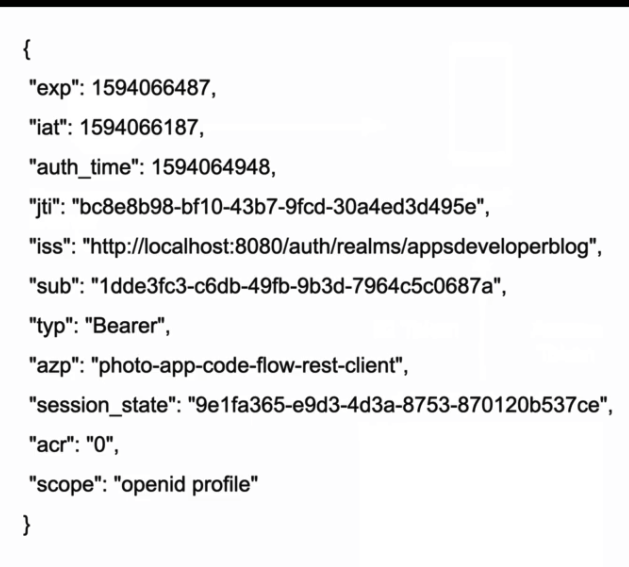 {
"exp": 1594066487,
"iat": 1594066187,
"auth_time": 1594064948,
"jti": "bc8e8b98-bf10-43b7-9fcd-30a4ed3d495e",
"iss": "http://localhost:8080/auth/realms/appsdeveloperblog",
"sub": "1dde3fc3-c6db-49fb-9b3d-7964c5c0687a",
"typ": "Bearer",
"azp": "photo-app-code-flow-rest-client",
"session_state": "9e1fa365-e9d3-4d3a-8753-870120b537ce",
"acr": "0",
"scope": "openid profile"
}